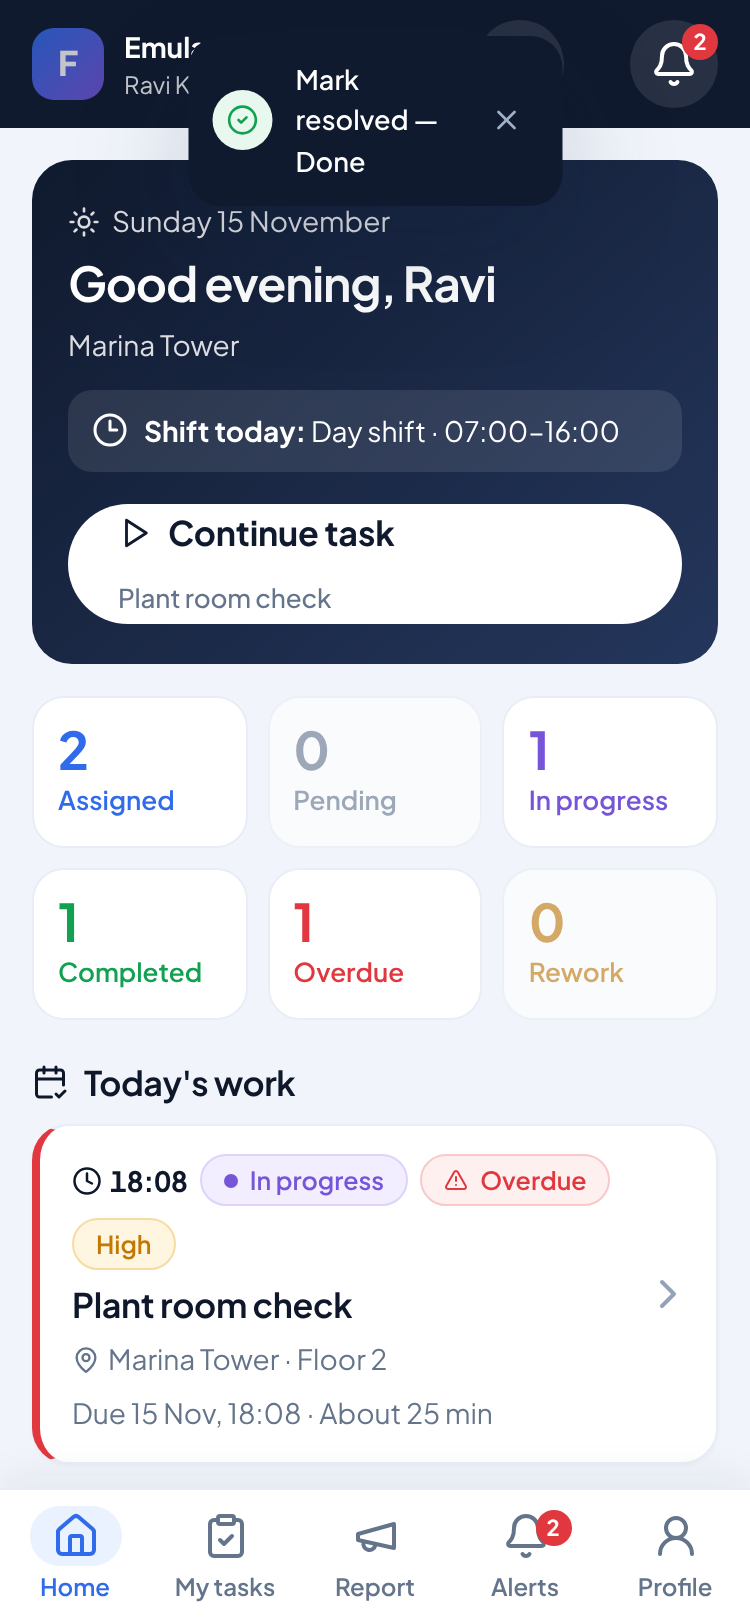 F
Ravi K
2
Mark
resolved —
Done
Sunday 15 November
Good evening, Ravi
Marina Tower
Shift today: Day shift · 07:00–16:00
Continue task
Plant room check
2
Assigned
0
Pending
1
In progress
1
Completed
1
Overdue
0
Rework
Today's work
18:08
In progress
Overdue
High
Plant room check
Marina Tower · Floor 2
Due 15 Nov, 18:08 · About 25 min
2
Home
My tasks
Report
Alerts
Profile